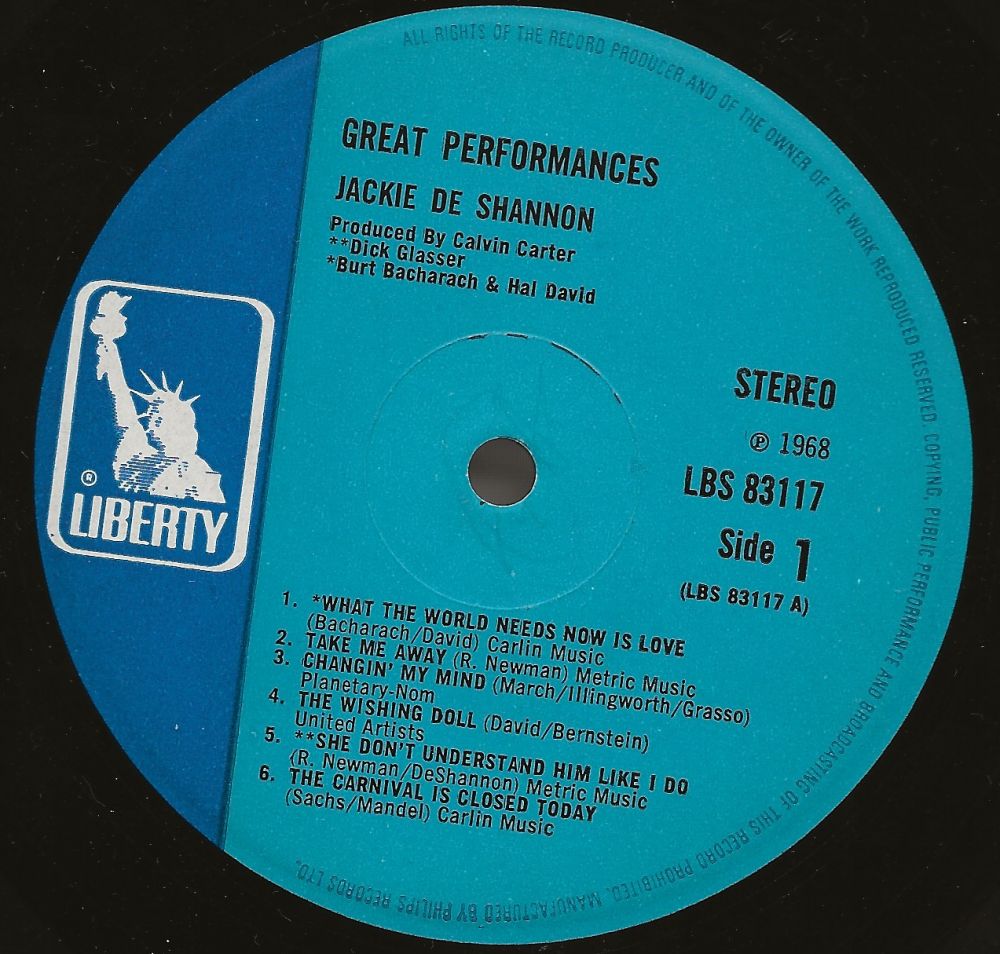 ALL RIGHTS OF THE RECORD PRODUCER AND OF THE OWNER OF THE WORK REPRODUCED RESERVED. COPYING, PUBLIC PERFORMANCE AND BROADCASTING OF THIS RECORD PROHIBITED. MANUFACTURED BY PHILIPS RECORDS LTD.
GREAT PERFORMANCES
JACKIE DE SHANNON
Produced By Calvin Carter
**Dick Glasser
*Burt Bacharach & Hal David
STEREO
℗ 1968
LBS 83117
Side 1
(LBS 83117 A)
®
LIBERTY
1. *WHAT THE WORLD NEEDS NOW IS LOVE
(Bacharach/David) Carlin Music
2. TAKE ME AWAY (R. Newman) Metric Music
3. CHANGIN' MY MIND (March/Illingworth/Grasso)
Planetary-Nom
4. THE WISHING DOLL (David/Bernstein)
United Artists
5. **SHE DON'T UNDERSTAND HIM LIKE I DO
(R. Newman/DeShannon) Metric Music
6. THE CARNIVAL IS CLOSED TODAY
(Sachs/Mandel) Carlin Music